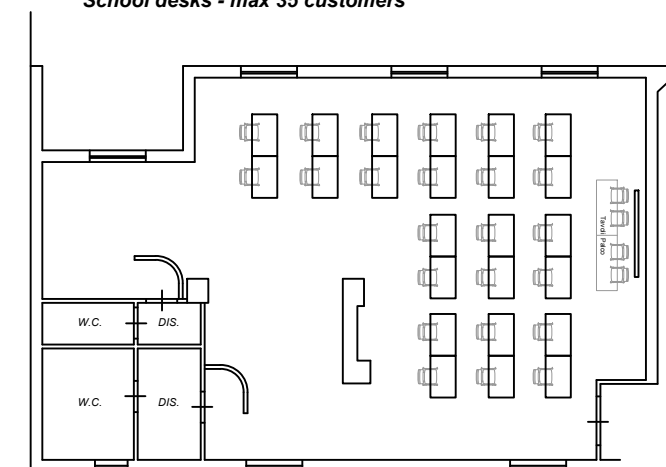 School desks - max 35 customers
Tavoli Palco
W.C.
DIS.
W.C.
DIS.